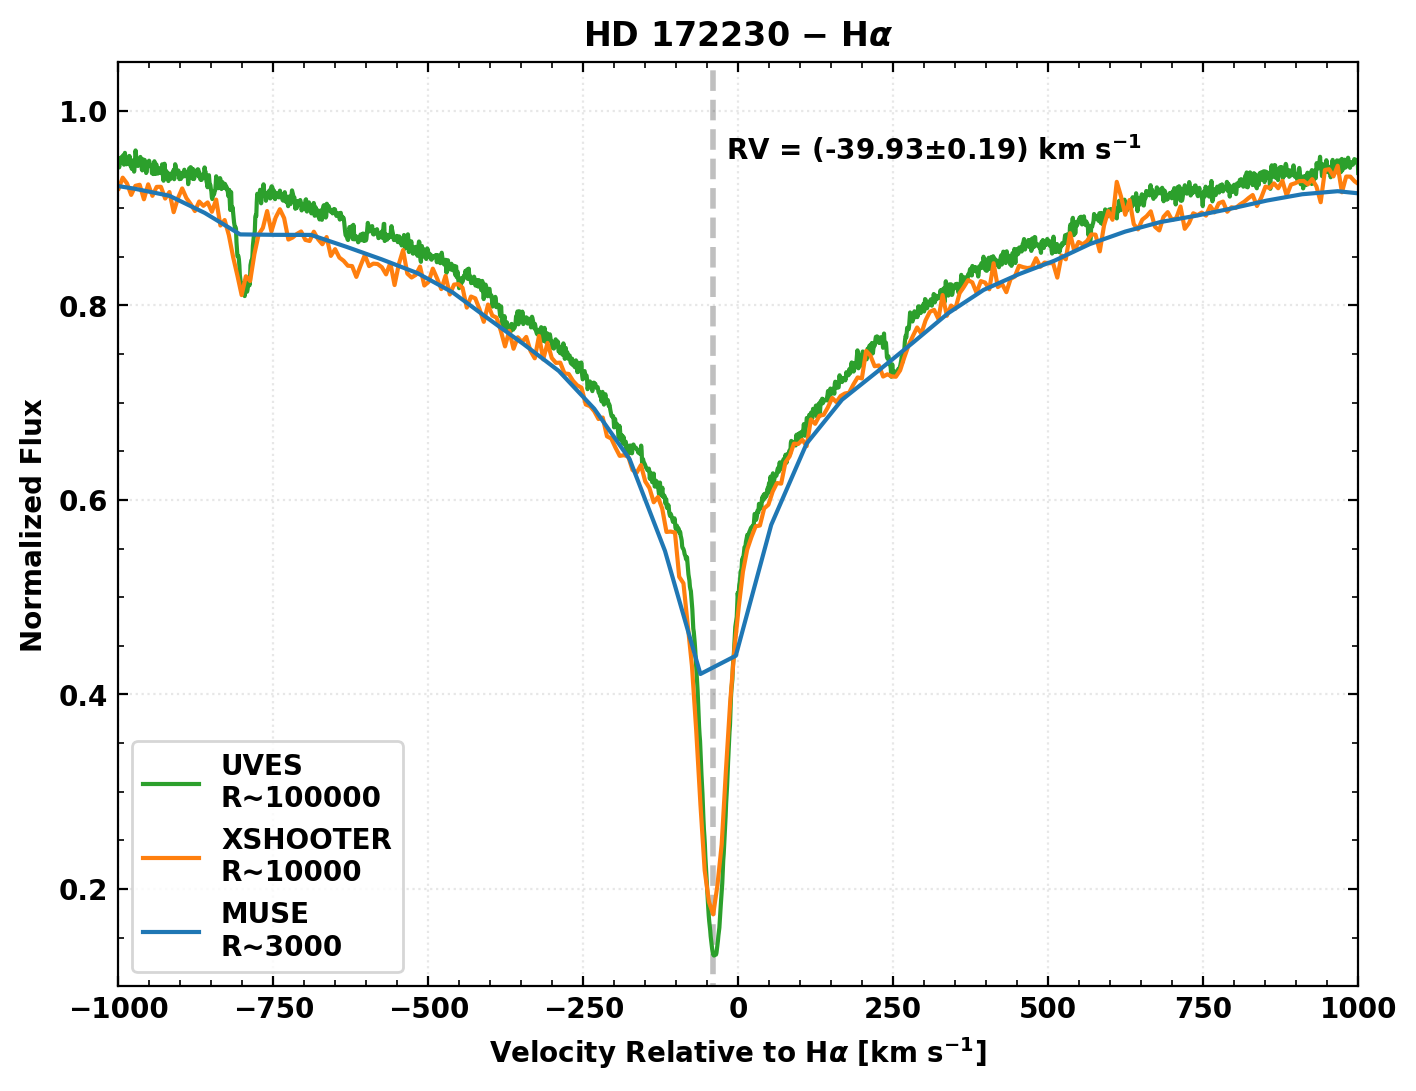 HD 172230 − Hα
RV = (-39.93±0.19) km s⁻¹
1.0
0.8
0.6
0.4
0.2
Normalized Flux
UVES
R~100000
XSHOOTER
R~10000
MUSE
R~3000
−1000 −750 −500 −250 0 250 500 750 1000
Velocity Relative to Hα [km s⁻¹]